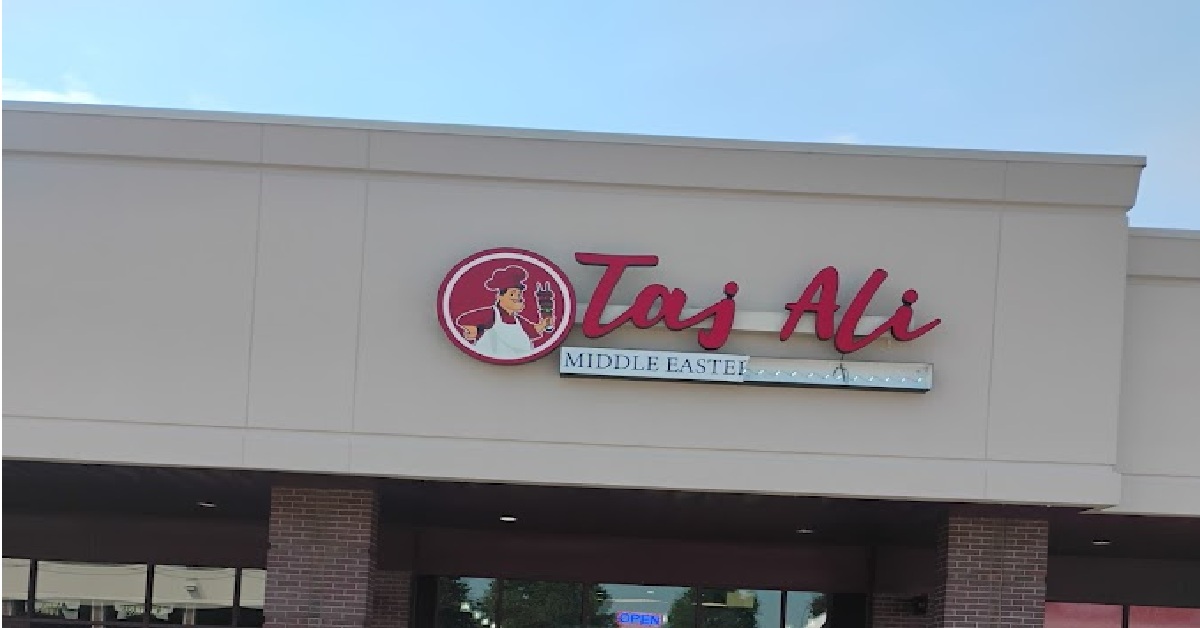 Taj Ali
MIDDLE EASTE
OPEN